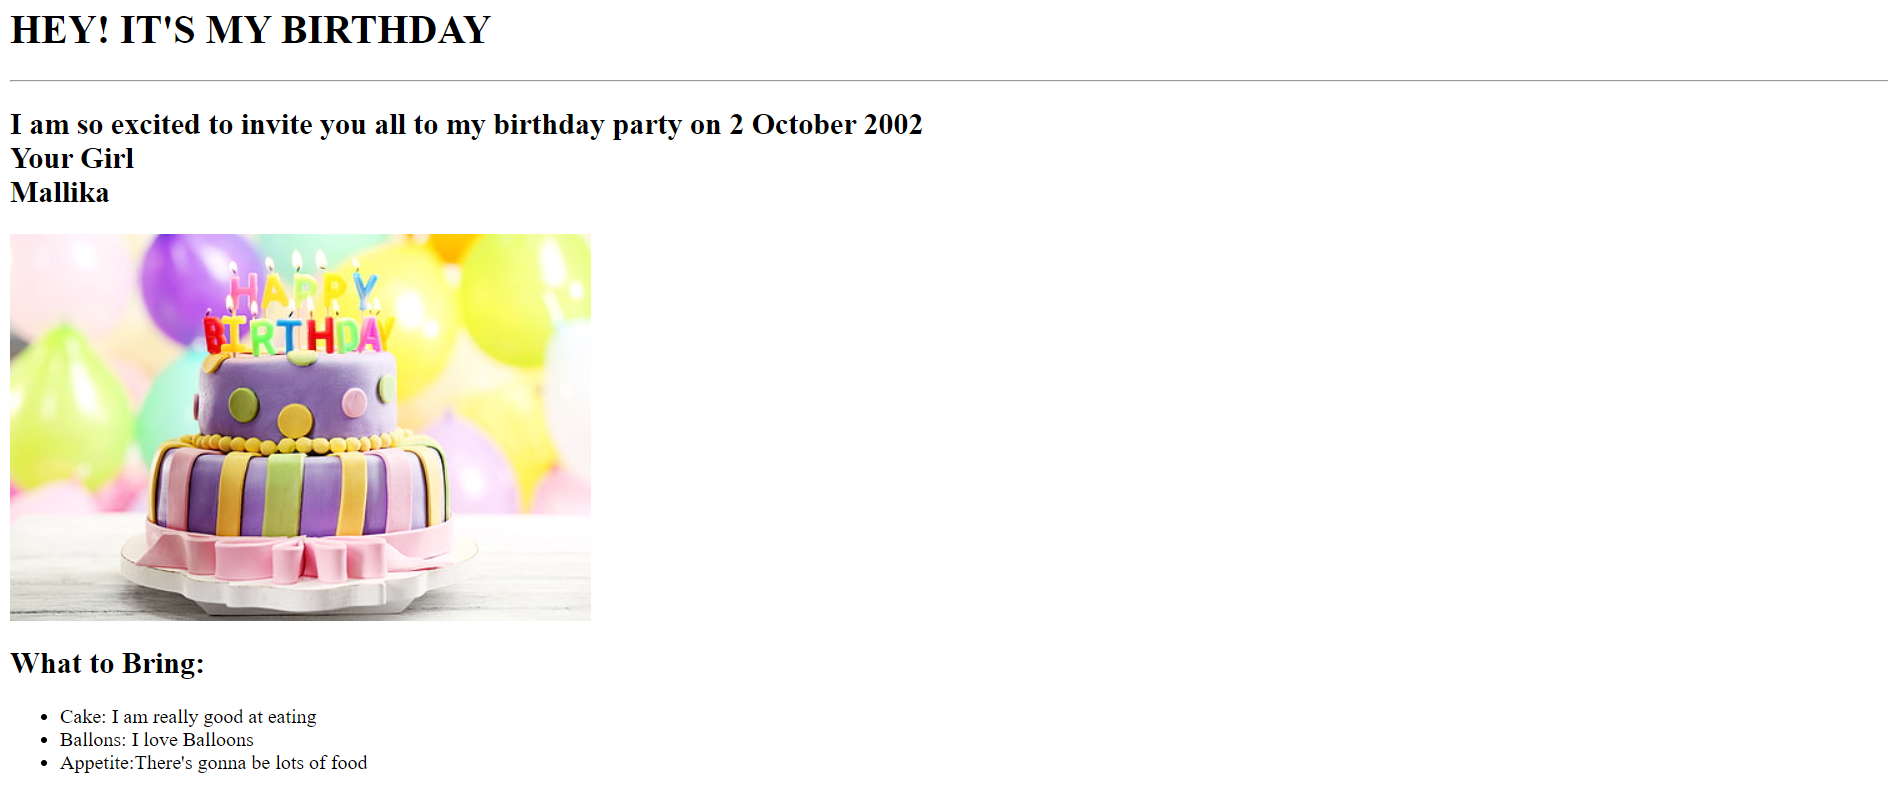 HEY! IT'S MY BIRTHDAY
I am so excited to invite you all to my birthday party on 2 October 2002
Your Girl
Mallika
HAPPY
BIRTHDAY
What to Bring:
Cake: I am really good at eating
Ballons: I love Balloons
Appetite:There's gonna be lots of food